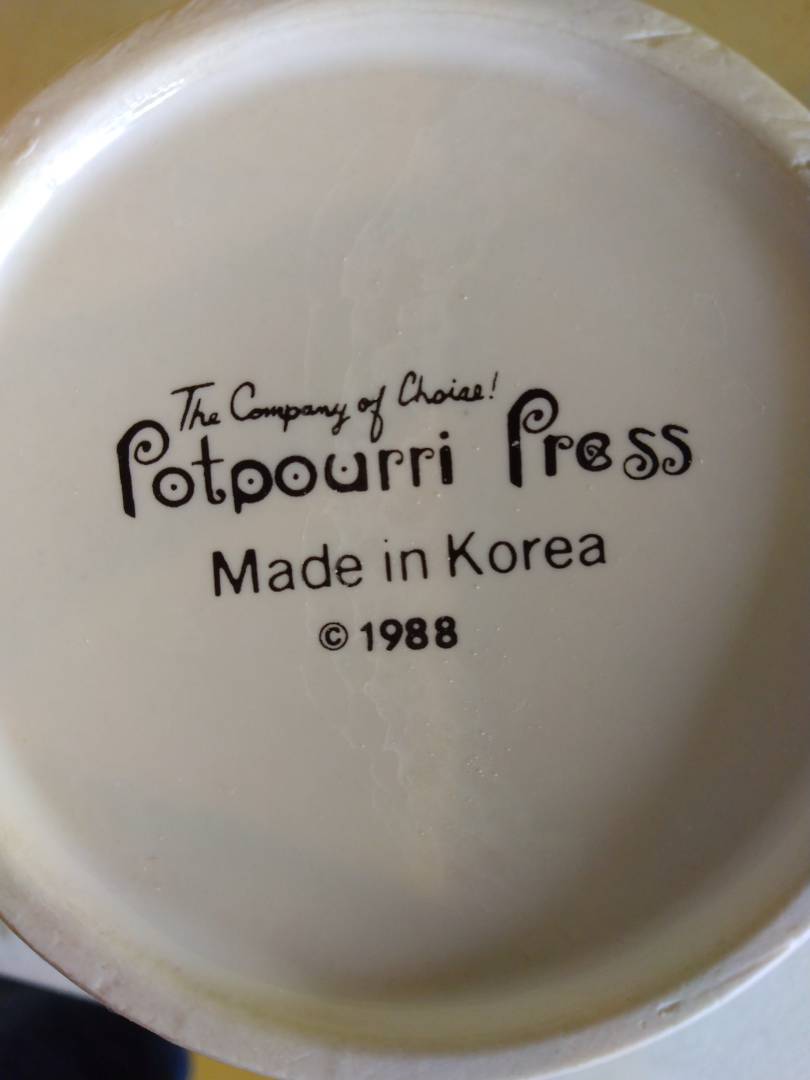 The Company of Choice!
Potpourri Press
Made in Korea
© 1988